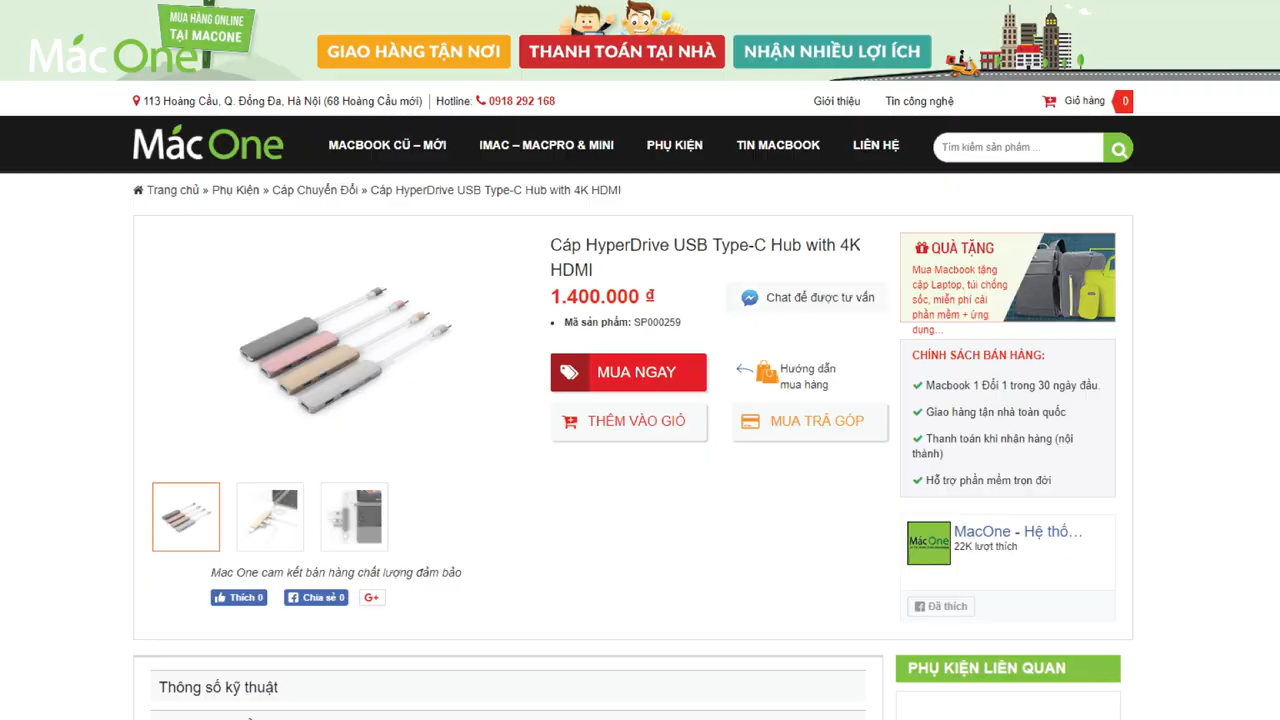 MUA HÀNG ONLINE
TẠI MACONE
Mác One
GIAO HÀNG TẬN NƠI
THANH TOÁN TẠI NHÀ
NHẬN NHIỀU LỢI ÍCH
113 Hoàng Cầu, Q. Đống Đa, Hà Nội (68 Hoàng Cầu mới)
Hotline: 0918 292 168
Giới thiệu
Tin công nghệ
Giỏ hàng
0
Mác One
MACBOOK CŨ – MỚI
IMAC – MACPRO & MINI
PHỤ KIỆN
TIN MACBOOK
LIÊN HỆ
Tìm kiếm sản phẩm ...
Trang chủ » Phụ Kiện » Cáp Chuyển Đổi » Cáp HyperDrive USB Type-C Hub with 4K HDMI
Cáp HyperDrive USB Type-C Hub with 4K
HDMI
1.400.000 ₫
Chat để được tư vấn
Mã sản phẩm: SP000259
MUA NGAY
Hướng dẫn
mua hàng
THÊM VÀO GIỎ
MUA TRẢ GÓP
Mac One cam kết bán hàng chất lượng đảm bảo
Thích 0
Chia sẻ 0
G+
QUÀ TẶNG
Mua Macbook tặng
cặp Laptop, túi chống
sốc, miễn phí cài
phần mềm + ứng
dụng...
CHÍNH SÁCH BÁN HÀNG:
Macbook 1 Đổi 1 trong 30 ngày đầu.
Giao hàng tận nhà toàn quốc
Thanh toán khi nhận hàng (nội
thành)
Hỗ trợ phần mềm trọn đời
Mác One
MacOne - Hệ thố...
22K lượt thích
Đã thích
Thông số kỹ thuật
PHỤ KIỆN LIÊN QUAN